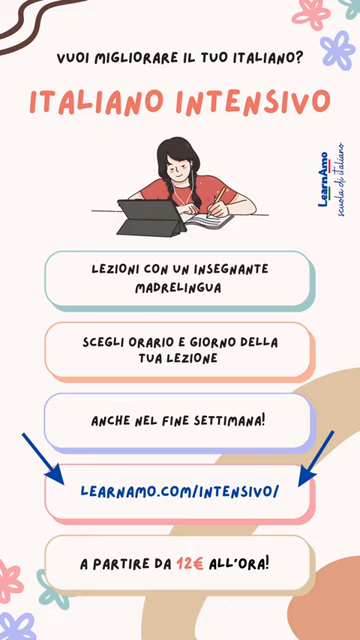 VUOI MIGLIORARE IL TUO ITALIANO?
ITALIANO INTENSIVO
LearnAmo
scuola di italiano
LEZIONI CON UN INSEGNANTE
MADRELINGUA
SCEGLI ORARIO E GIORNO DELLA
TUA LEZIONE
ANCHE NEL FINE SETTIMANA!
LEARNAMO.COM/INTENSIVO/
A PARTIRE DA 12€ ALL'ORA!